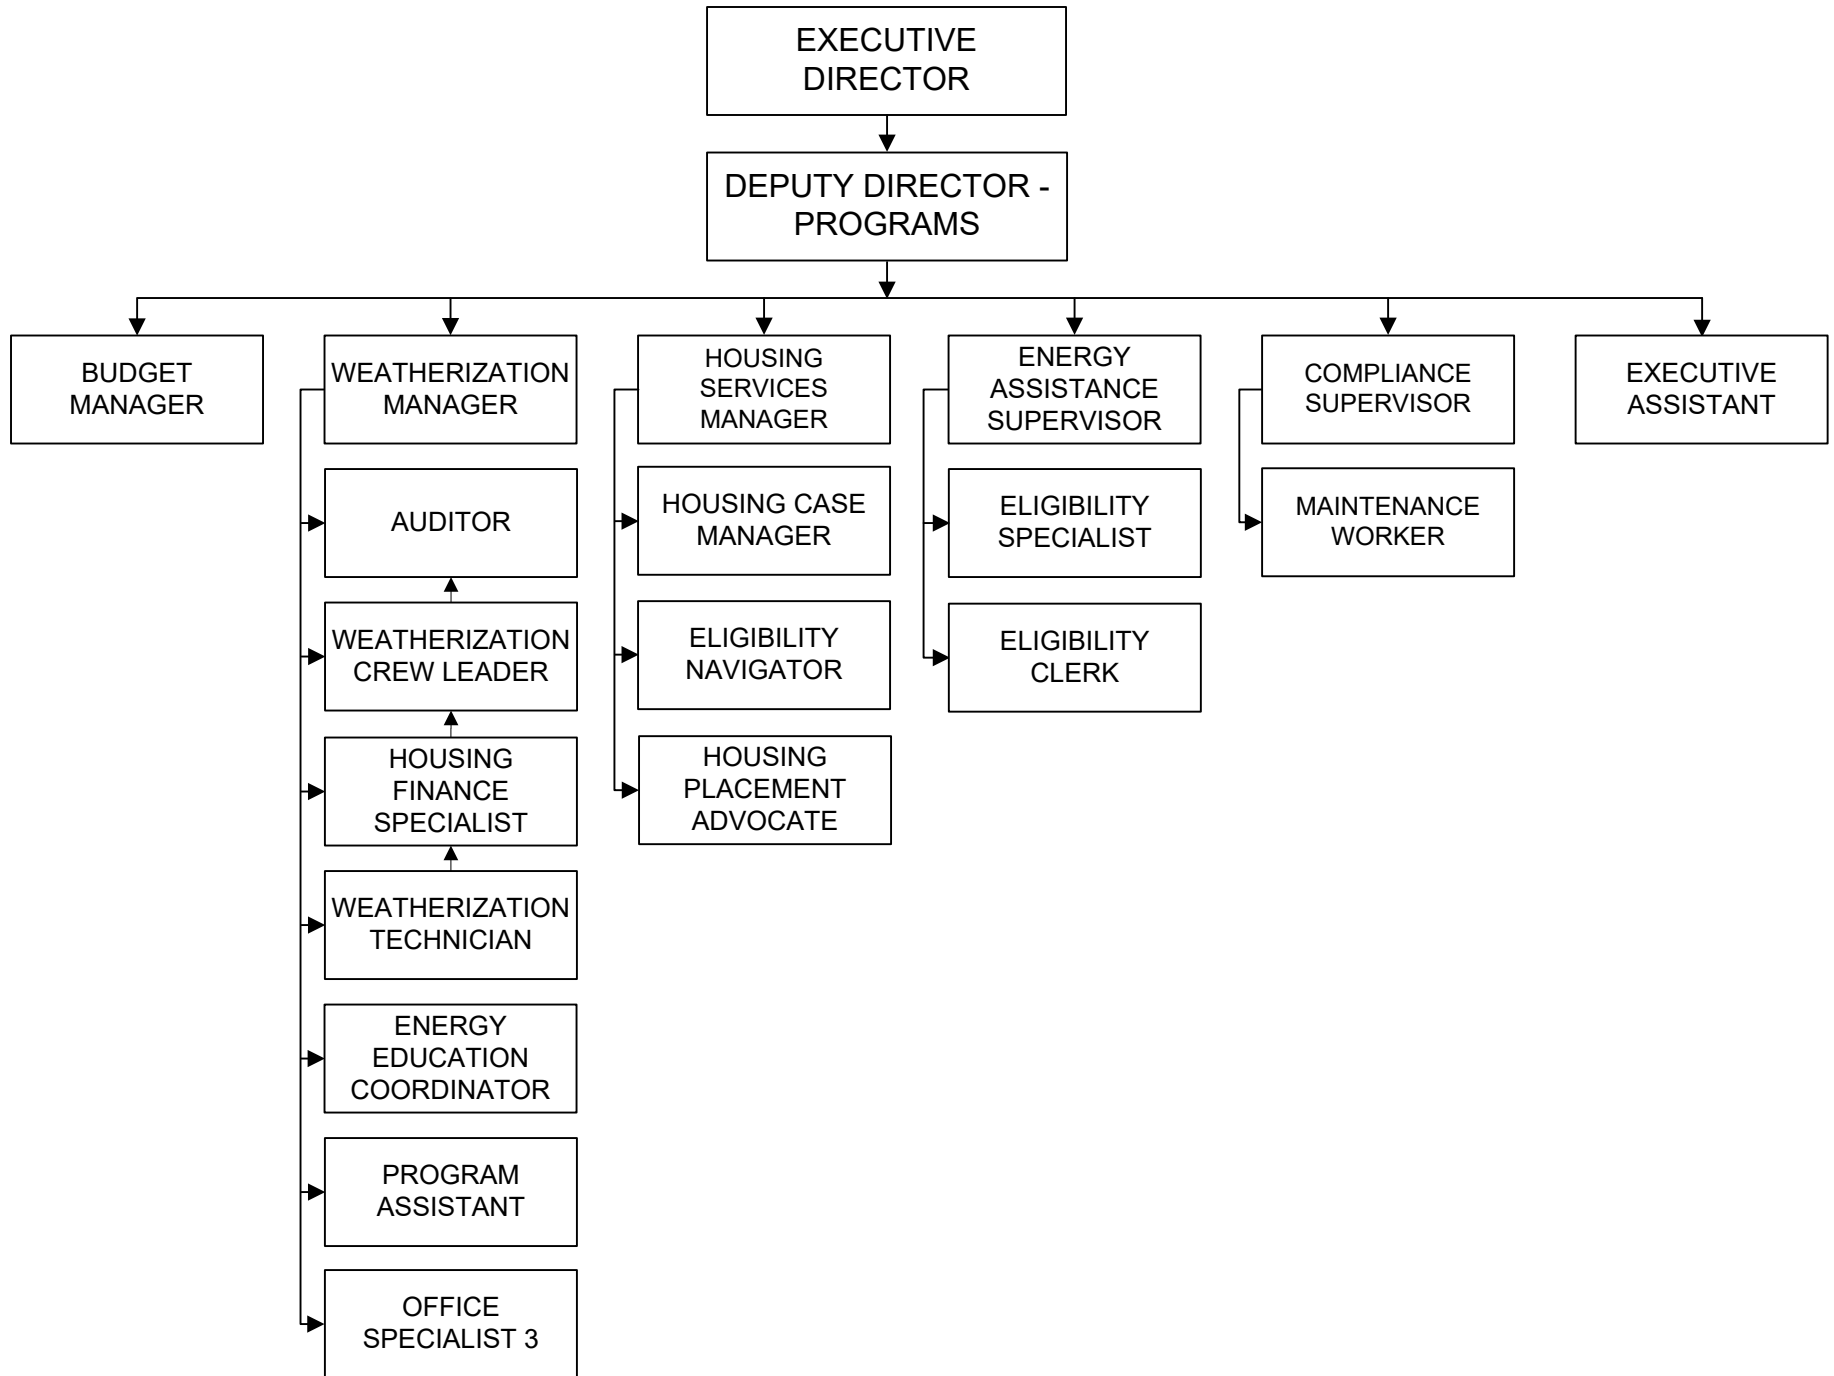 EXECUTIVE
DIRECTOR
DEPUTY DIRECTOR -
PROGRAMS
BUDGET
MANAGER
WEATHERIZATION
MANAGER
HOUSING
SERVICES
MANAGER
ENERGY
ASSISTANCE
SUPERVISOR
COMPLIANCE
SUPERVISOR
EXECUTIVE
ASSISTANT
AUDITOR
WEATHERIZATION
CREW LEADER
HOUSING
FINANCE
SPECIALIST
WEATHERIZATION
TECHNICIAN
ENERGY
EDUCATION
COORDINATOR
PROGRAM
ASSISTANT
OFFICE
SPECIALIST 3
HOUSING CASE
MANAGER
ELIGIBILITY
NAVIGATOR
HOUSING
PLACEMENT
ADVOCATE
ELIGIBILITY
SPECIALIST
ELIGIBILITY
CLERK
MAINTENANCE
WORKER